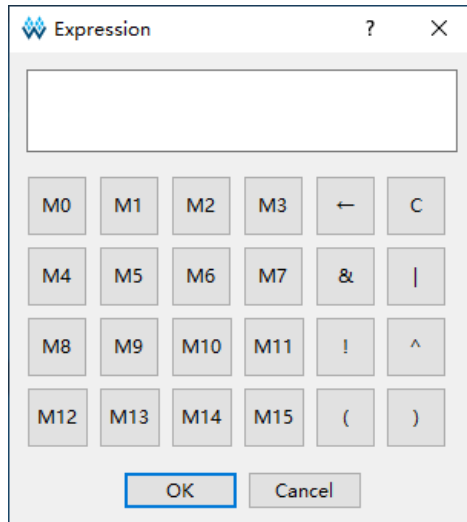 Expression ? ×
M0 M1 M2 M3 ← C
M4 M5 M6 M7 & |
M8 M9 M10 M11 ! ^
M12 M13 M14 M15 ( )
OK Cancel